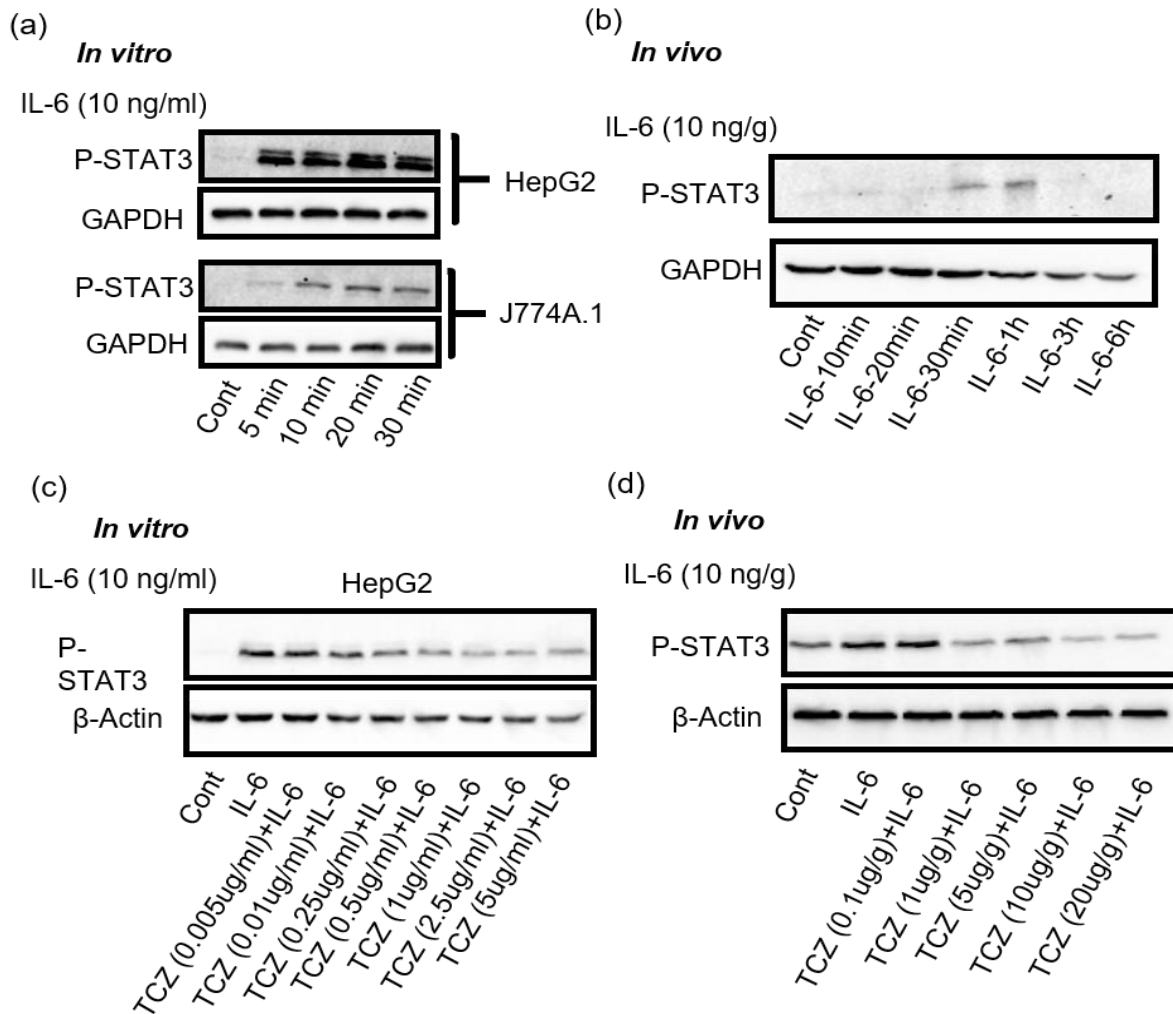 (a)
In vitro
IL-6 (10 ng/ml)
P-STAT3
GAPDH
HepG2
P-STAT3
GAPDH
J774A.1
Cont
5 min
10 min
20 min
30 min
(b)
In vivo
IL-6 (10 ng/g)
P-STAT3
GAPDH
Cont
IL-6-10min
IL-6-20min
IL-6-30min
IL-6-1h
IL-6-3h
IL-6-6h
(c)
In vitro
IL-6 (10 ng/ml)
HepG2
P-
STAT3
β-Actin
Cont
IL-6
TCZ (0.005ug/ml)+IL-6
TCZ (0.01ug/ml)+IL-6
TCZ (0.25ug/ml)+IL-6
TCZ (0.5ug/ml)+IL-6
TCZ (1ug/ml)+IL-6
TCZ (2.5ug/ml)+IL-6
TCZ (5ug/ml)+IL-6
(d)
In vivo
IL-6 (10 ng/g)
P-STAT3
β-Actin
Cont
IL-6
TCZ (0.1ug/g)+IL-6
TCZ (1ug/g)+IL-6
TCZ (5ug/g)+IL-6
TCZ (10ug/g)+IL-6
TCZ (20ug/g)+IL-6